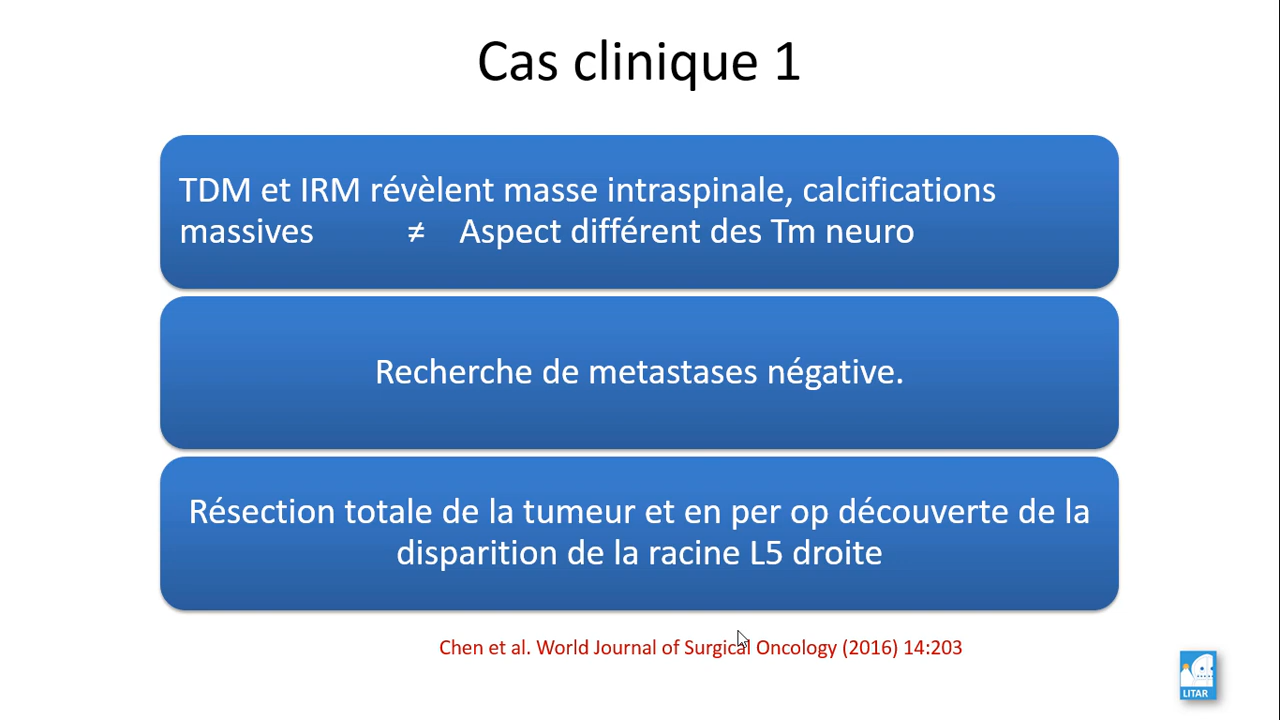 Cas clinique 1
TDM et IRM révèlent masse intraspinale, calcifications
massives ≠ Aspect différent des Tm neuro
Recherche de metastases négative.
Résection totale de la tumeur et en per op découverte de la
disparition de la racine L5 droite
Chen et al. World Journal of Surgical Oncology (2016) 14:203
LITAR